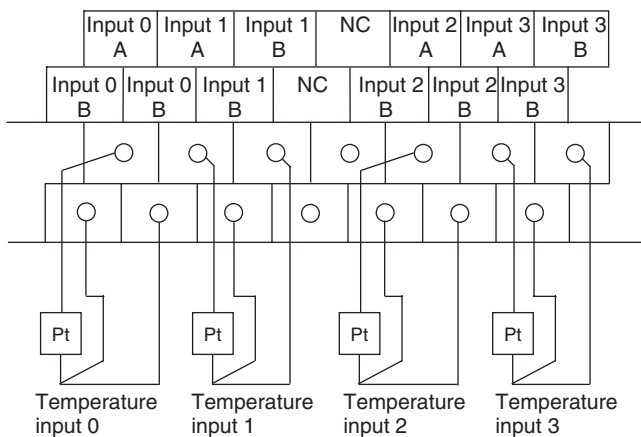 Input 0 Input 1 Input 1 NC Input 2 Input 3 Input 3
A A B A A B
Input 0 Input 0 Input 1 NC Input 2 Input 2 Input 3
B B B B B B
Pt Pt Pt Pt
Temperature Temperature Temperature Temperature
input 0 input 1 input 2 input 3